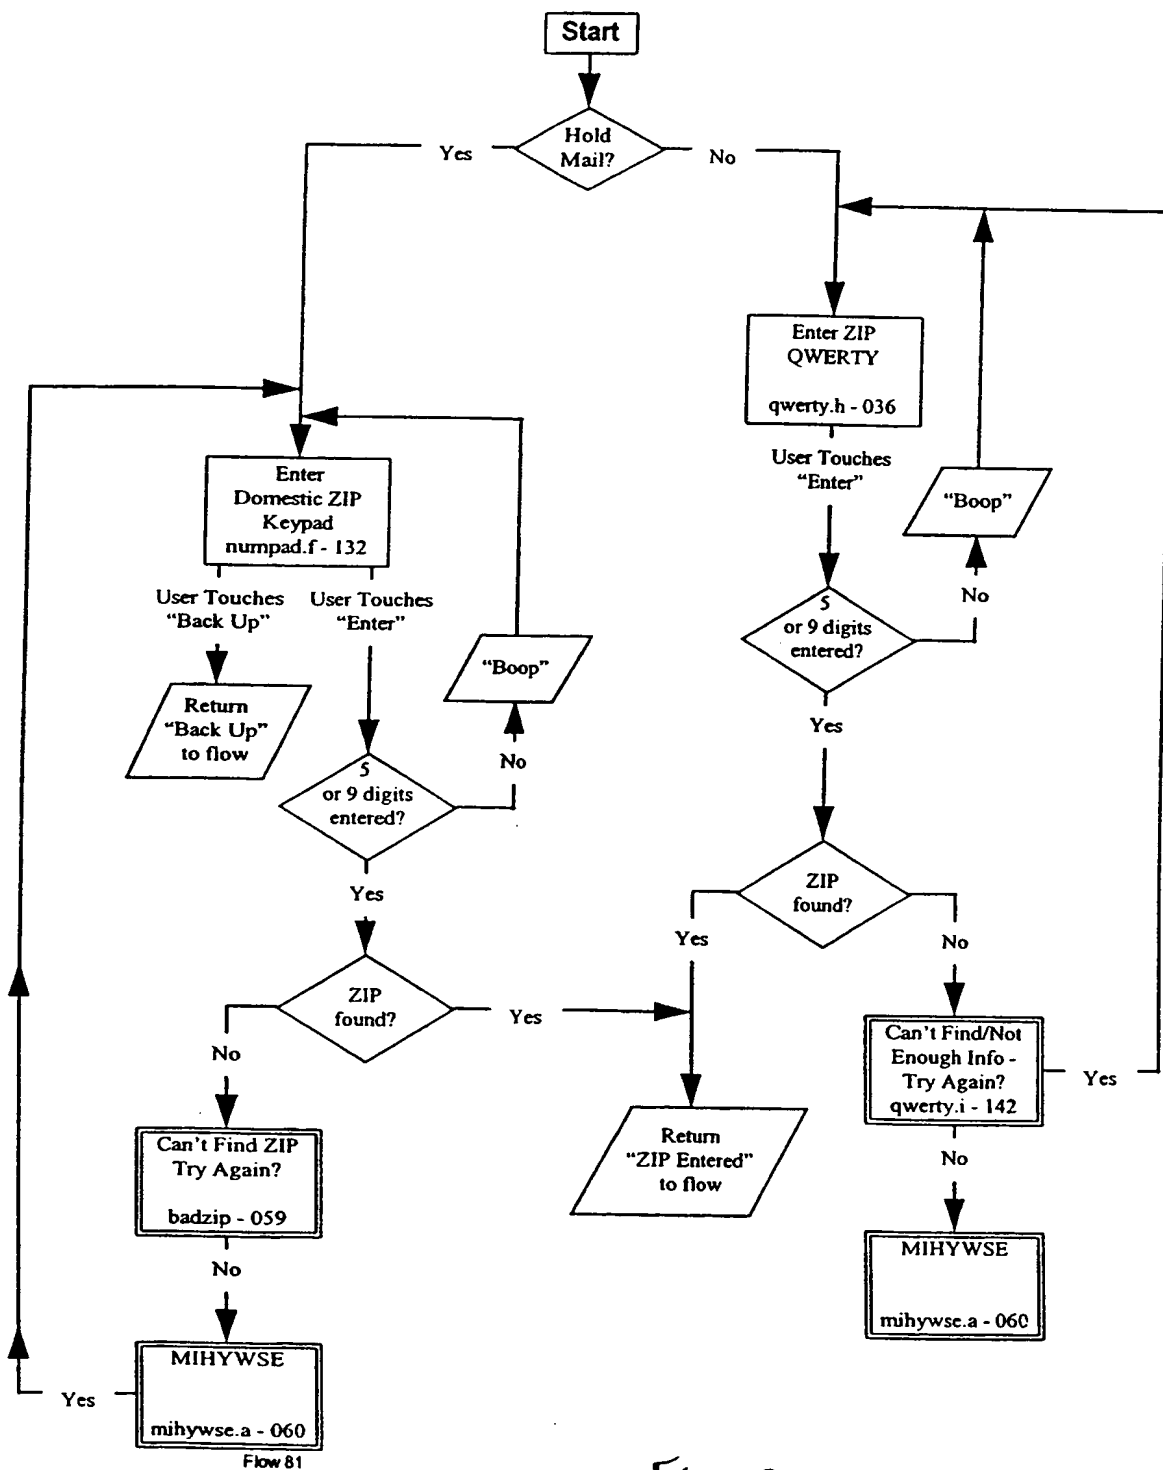 Start
Hold
Mail?
Yes
No
Enter ZIP
QWERTY
qwerty.h - 036
User Touches
“Enter”
“Boop”
No
5
or 9 digits
entered?
Yes
ZIP
found?
Yes
No
Can't Find/Not
Enough Info -
Try Again?
qwerty.i - 142
Yes
No
MIHYWSE
mihywse.a - 060
Enter
Domestic ZIP
Keypad
numpad.f - 132
User Touches
“Back Up”
User Touches
“Enter”
Return
“Back Up”
to flow
“Boop”
No
5
or 9 digits
entered?
Yes
ZIP
found?
Yes
No
Return
“ZIP Entered”
to flow
Can't Find ZIP
Try Again?
badzip - 059
No
MIHYWSE
mihywse.a - 060
Yes
Flow 81